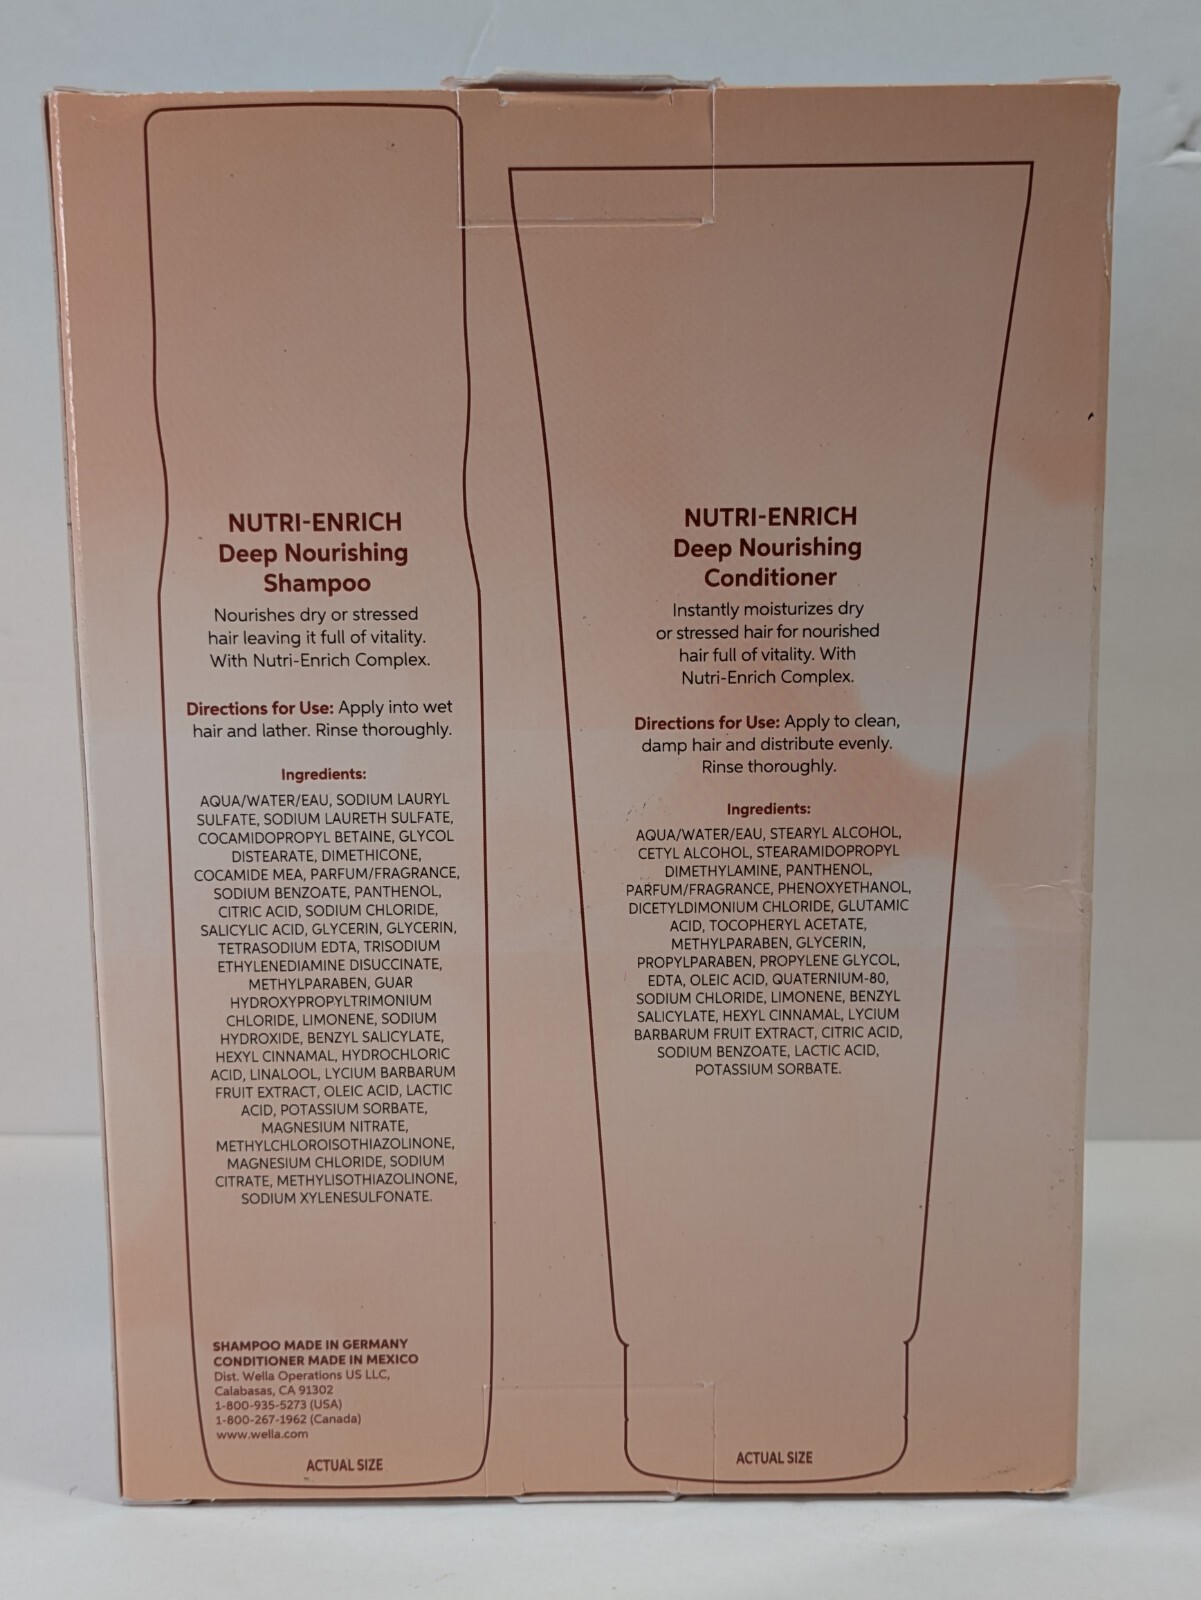 NUTRI-ENRICH
Deep Nourishing
Shampoo
Nourishes dry or stressed
hair leaving it full of vitality.
With Nutri-Enrich Complex.
Directions for Use: Apply into wet
hair and lather. Rinse thoroughly.
Ingredients:
AQUA/WATER/EAU, SODIUM LAURYL
SULFATE, SODIUM LAURETH SULFATE,
COCAMIDOPROPYL BETAINE, GLYCOL
DISTEARATE, DIMETHICONE,
COCAMIDE MEA, PARFUM/FRAGRANCE,
SODIUM BENZOATE, PANTHENOL,
CITRIC ACID, SODIUM CHLORIDE,
SALICYLIC ACID, GLYCERIN, GLYCERIN,
TETRASODIUM EDTA, TRISODIUM
ETHYLENEDIAMINE DISUCCINATE,
METHYLPARABEN, GUAR
HYDROXYPROPYLTRIMONIUM
CHLORIDE, LIMONENE, SODIUM
HYDROXIDE, BENZYL SALICYLATE,
HEXYL CINNAMAL, HYDROCHLORIC
ACID, LINALOOL, LYCIUM BARBARUM
FRUIT EXTRACT, OLEIC ACID, LACTIC
ACID, POTASSIUM SORBATE,
MAGNESIUM NITRATE,
METHYLCHLOROISOTHIAZOLINONE,
MAGNESIUM CHLORIDE, SODIUM
CITRATE, METHYLISOTHIAZOLINONE,
SODIUM XYLENESULFONATE.
SHAMPOO MADE IN GERMANY
CONDITIONER MADE IN MEXICO
Dist. Wella Operations US LLC,
Calabasas, CA 91302
1-800-935-5273 (USA)
1-800-267-1962 (Canada)
www.wella.com
ACTUAL SIZE
NUTRI-ENRICH
Deep Nourishing
Conditioner
Instantly moisturizes dry
or stressed hair for nourished
hair full of vitality. With
Nutri-Enrich Complex.
Directions for Use: Apply to clean,
damp hair and distribute evenly.
Rinse thoroughly.
Ingredients:
AQUA/WATER/EAU, STEARYL ALCOHOL,
CETYL ALCOHOL, STEARAMIDOPROPYL
DIMETHYLAMINE, PANTHENOL,
PARFUM/FRAGRANCE, PHENOXYETHANOL,
DICETYLDIMONIUM CHLORIDE, GLUTAMIC
ACID, TOCOPHERYL ACETATE,
METHYLPARABEN, GLYCERIN,
PROPYLPARABEN, PROPYLENE GLYCOL,
EDTA, OLEIC ACID, QUATERNIUM-80,
SODIUM CHLORIDE, LIMONENE, BENZYL
SALICYLATE, HEXYL CINNAMAL, LYCIUM
BARBARUM FRUIT EXTRACT, CITRIC ACID,
SODIUM BENZOATE, LACTIC ACID,
POTASSIUM SORBATE.
ACTUAL SIZE